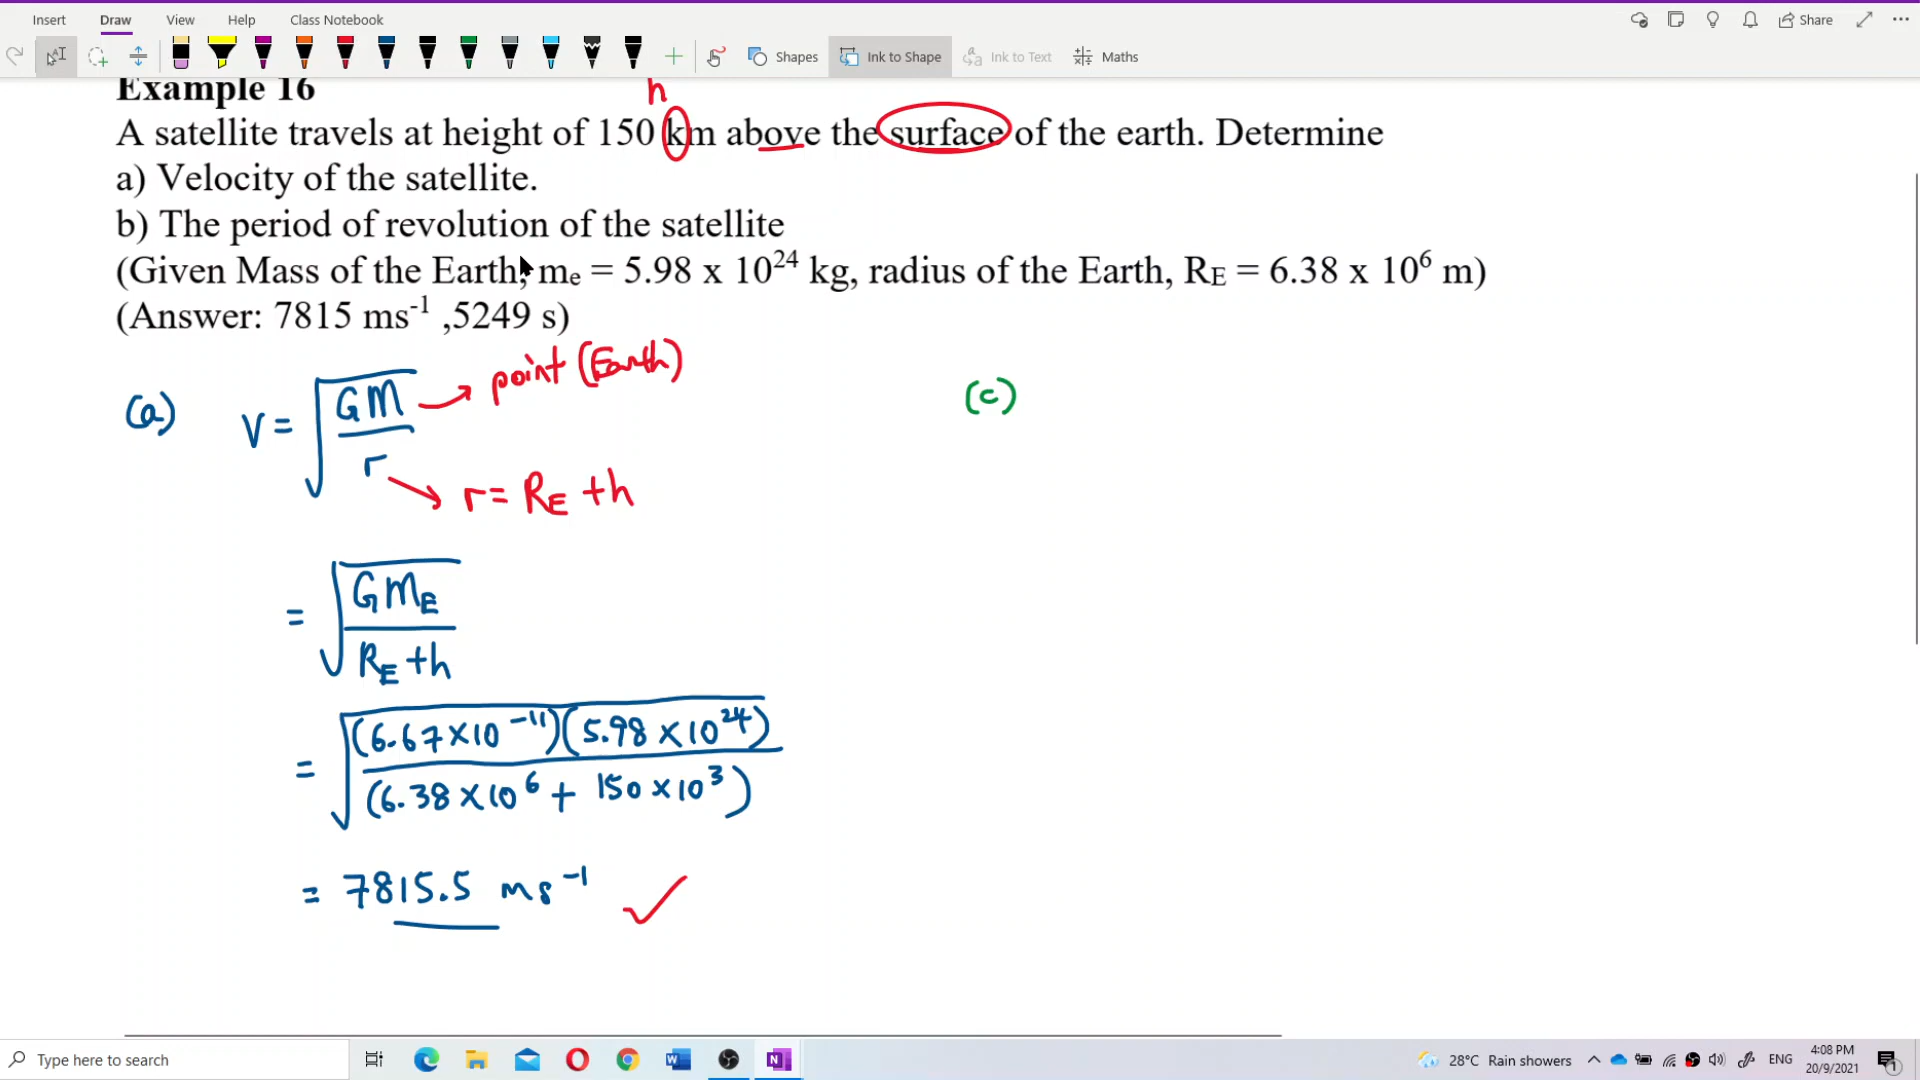 Insert Draw View Help Class Notebook Share
Shapes Ink to Shape Ink to Text Maths
Example 16
h
A satellite travels at height of 150 km above the surface of the earth. Determine
a) Velocity of the satellite.
b) The period of revolution of the satellite
(Given Mass of the Earth, mₑ = 5.98 x 10²⁴ kg, radius of the Earth, R_E = 6.38 x 10⁶ m)
(Answer: 7815 ms⁻¹ ,5249 s)
(a) v = √(GM/r) → point (Earth)
r = R_E + h
(c)
= √(GM_E/(R_E + h))
= √((6.67×10⁻¹¹)(5.98×10²⁴)/(6.38×10⁶ + 150×10³))
= 7815.5 ms⁻¹ ✓
Type here to search
28°C Rain showers ENG
4:08 PM
20/9/2021
1